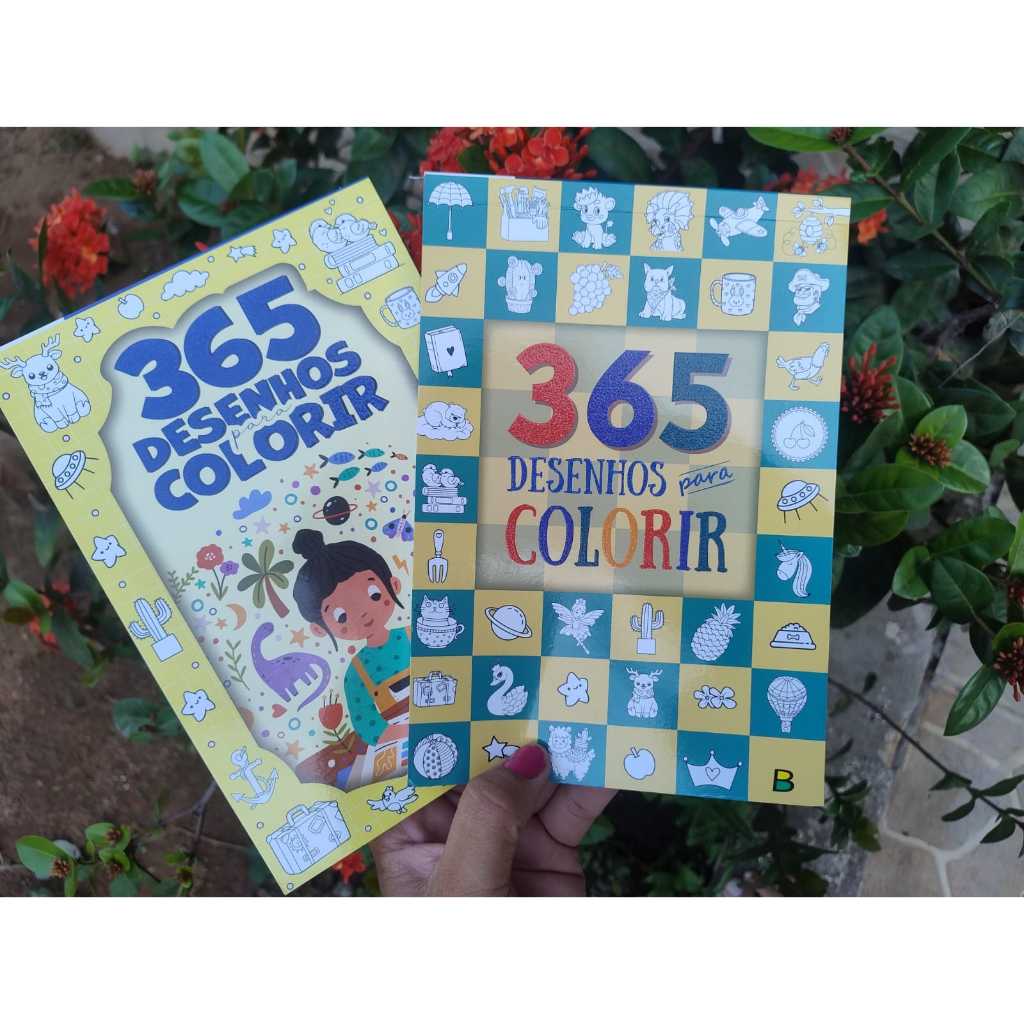 365
DESENHOS
para
COLORIR
365
DESENHOS para
COLORIR
B